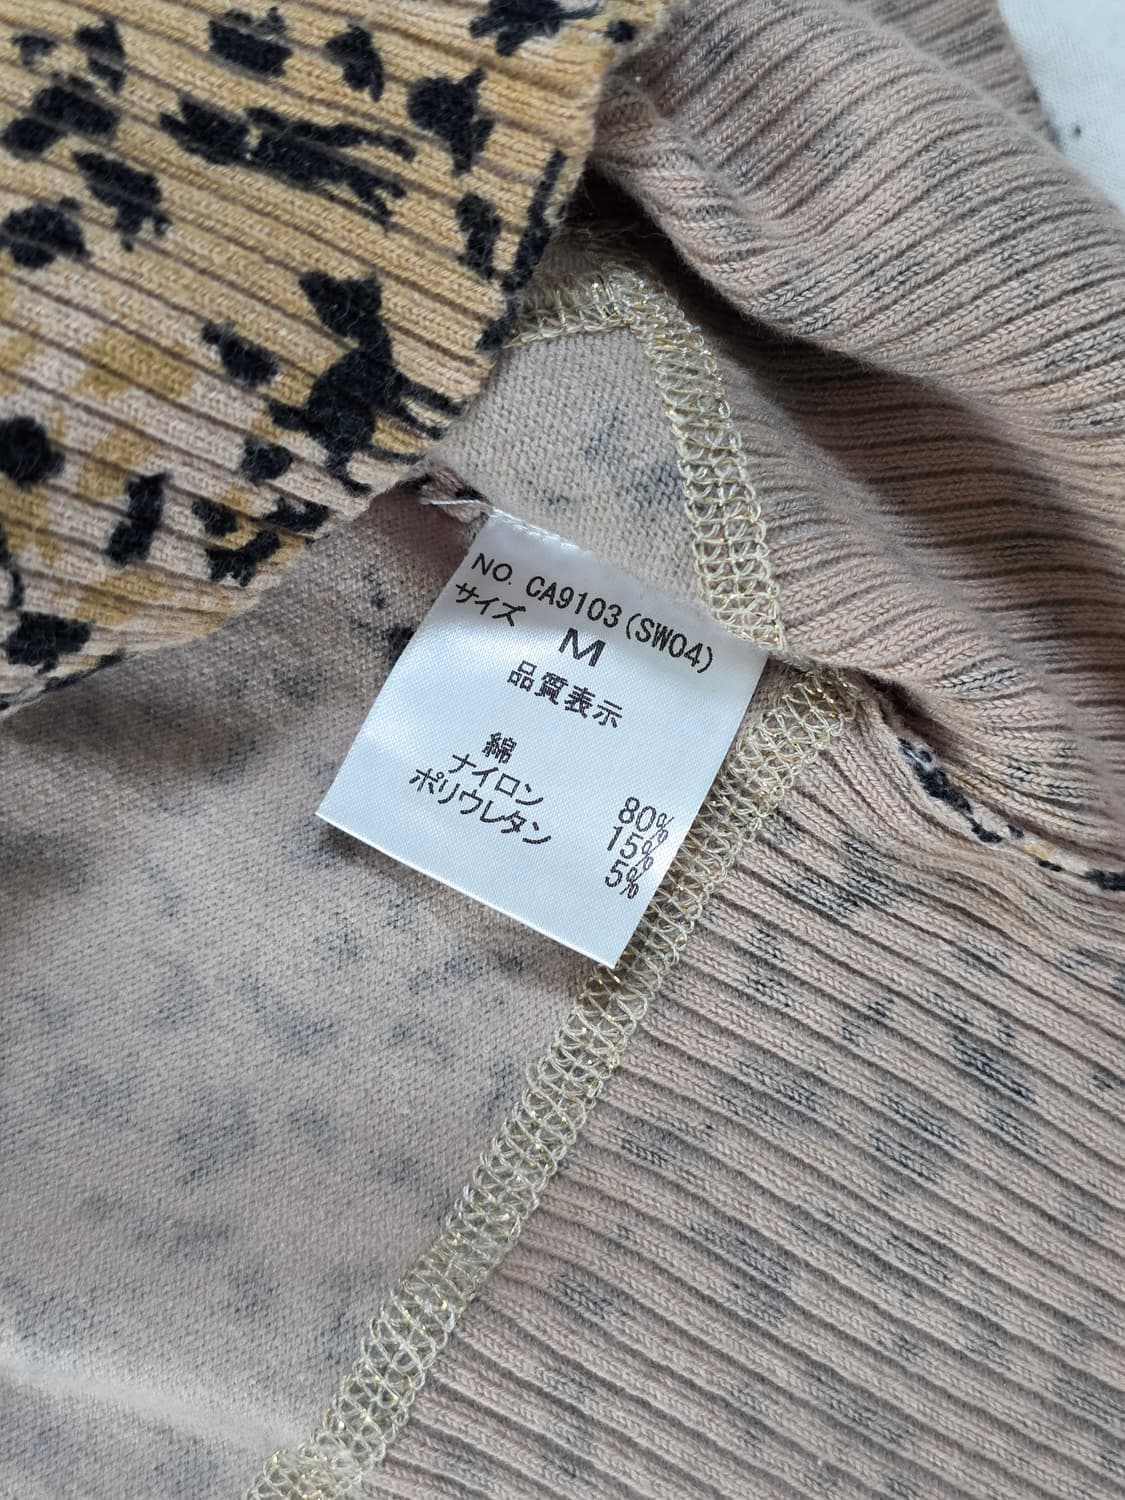 NO. CA9103(SW04)
サイズ M
品質表示
綿 80%
ナイロン 15%
ポリウレタン 5%